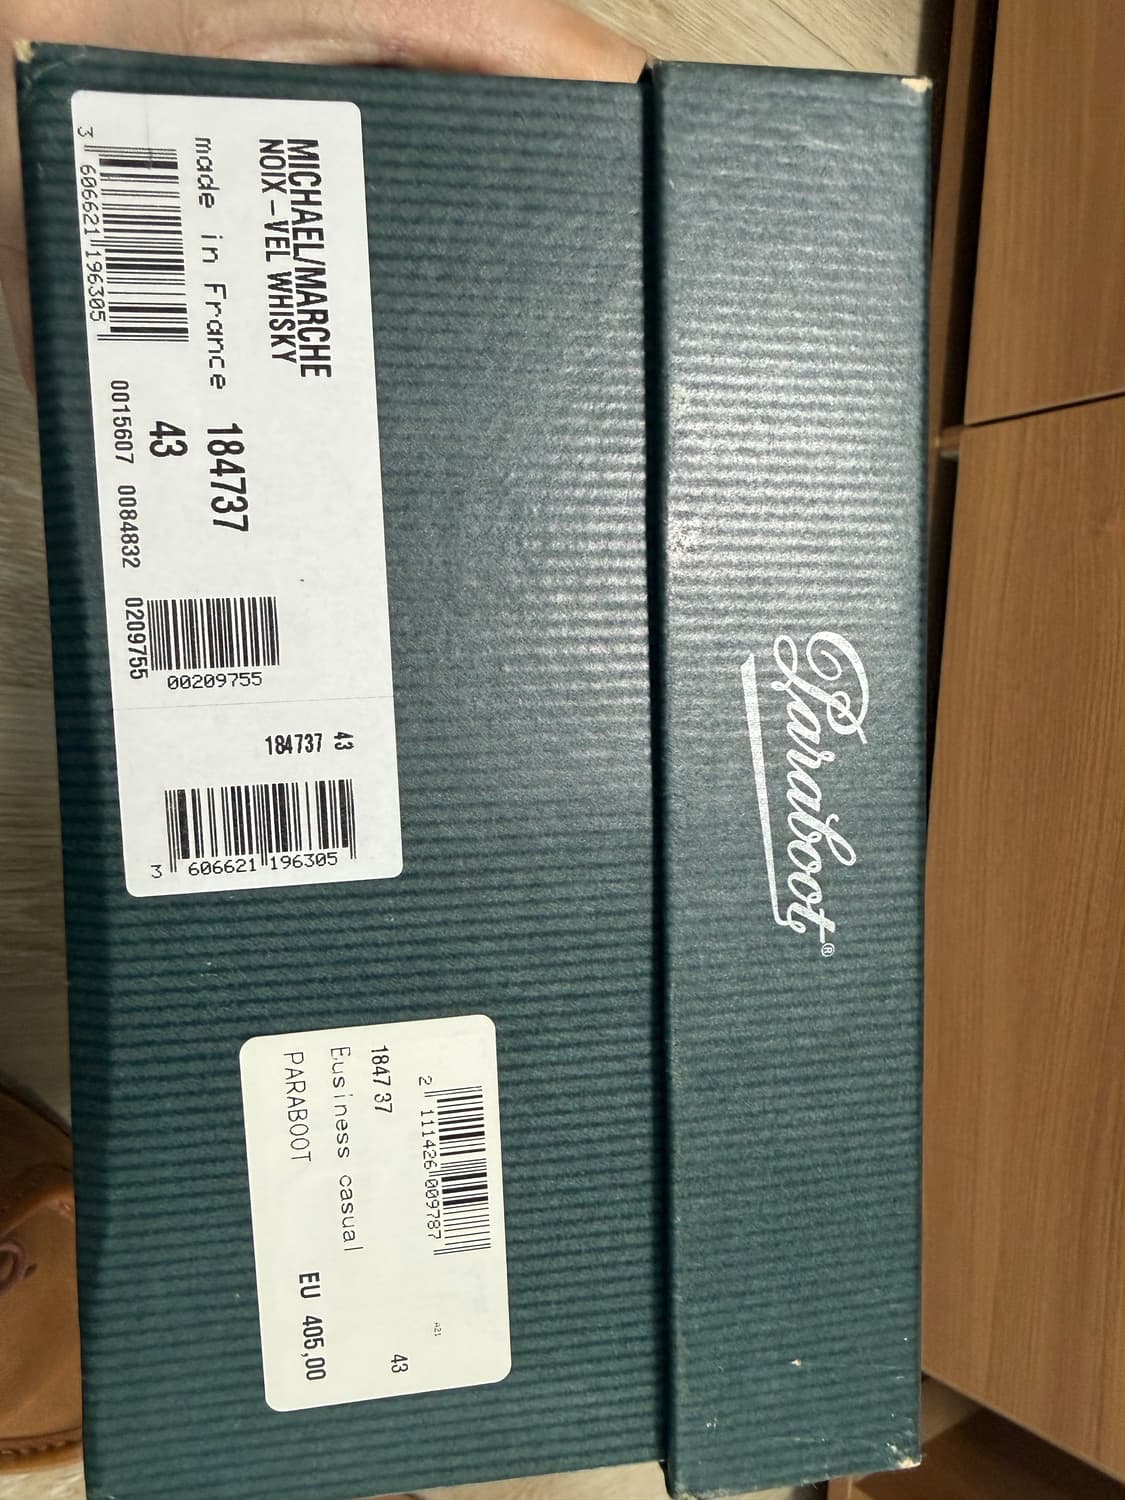 Paraboot®
MICHAEL/MARCHE
NOIX-VEL WHISKY
made in France 184737
43
3 606621 196305
0015607 0084832 0209755
00209755
184737 43
3 606621 196305
2 111426 009787
184737
43
Business casual
PARABOOT
EU 405,00
A21